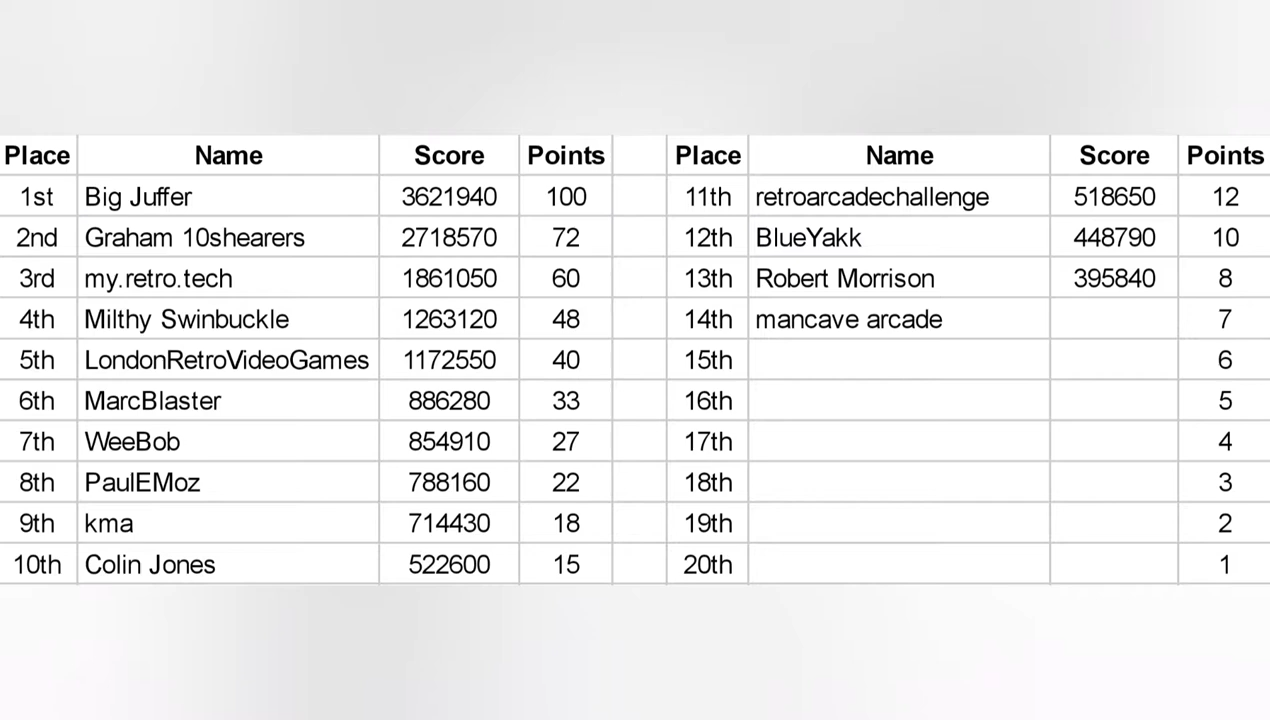 Place Name Score Points Place Name Score Points
1st Big Juffer 3621940 100 11th retroarcadechallenge 518650 12
2nd Graham 10shearers 2718570 72 12th BlueYakk 448790 10
3rd my.retro.tech 1861050 60 13th Robert Morrison 395840 8
4th Milthy Swinbuckle 1263120 48 14th mancave arcade 7
5th LondonRetroVideoGames 1172550 40 15th 6
6th MarcBlaster 886280 33 16th 5
7th WeeBob 854910 27 17th 4
8th PaulEMoz 788160 22 18th 3
9th kma 714430 18 19th 2
10th Colin Jones 522600 15 20th 1